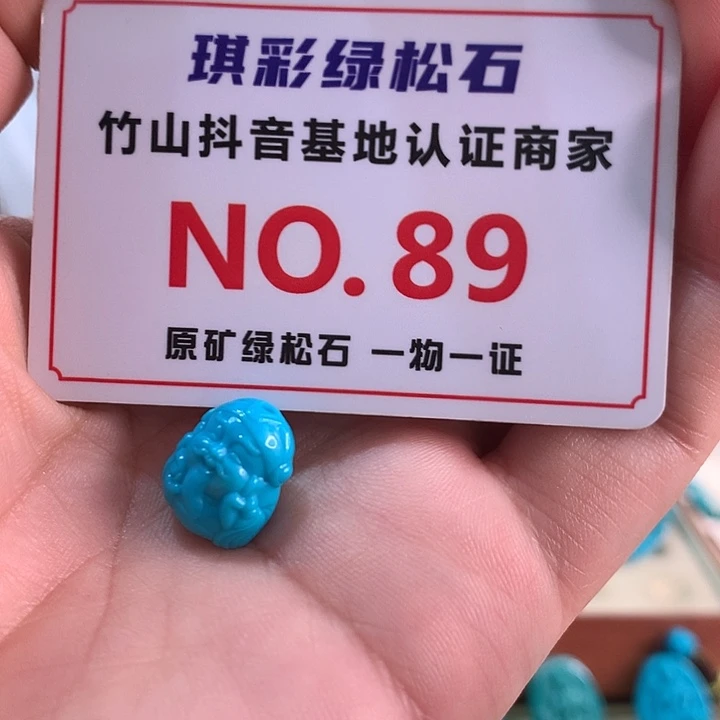 琪彩绿松石
竹山抖音基地认证商家
NO.89
原矿绿松石 一物一证